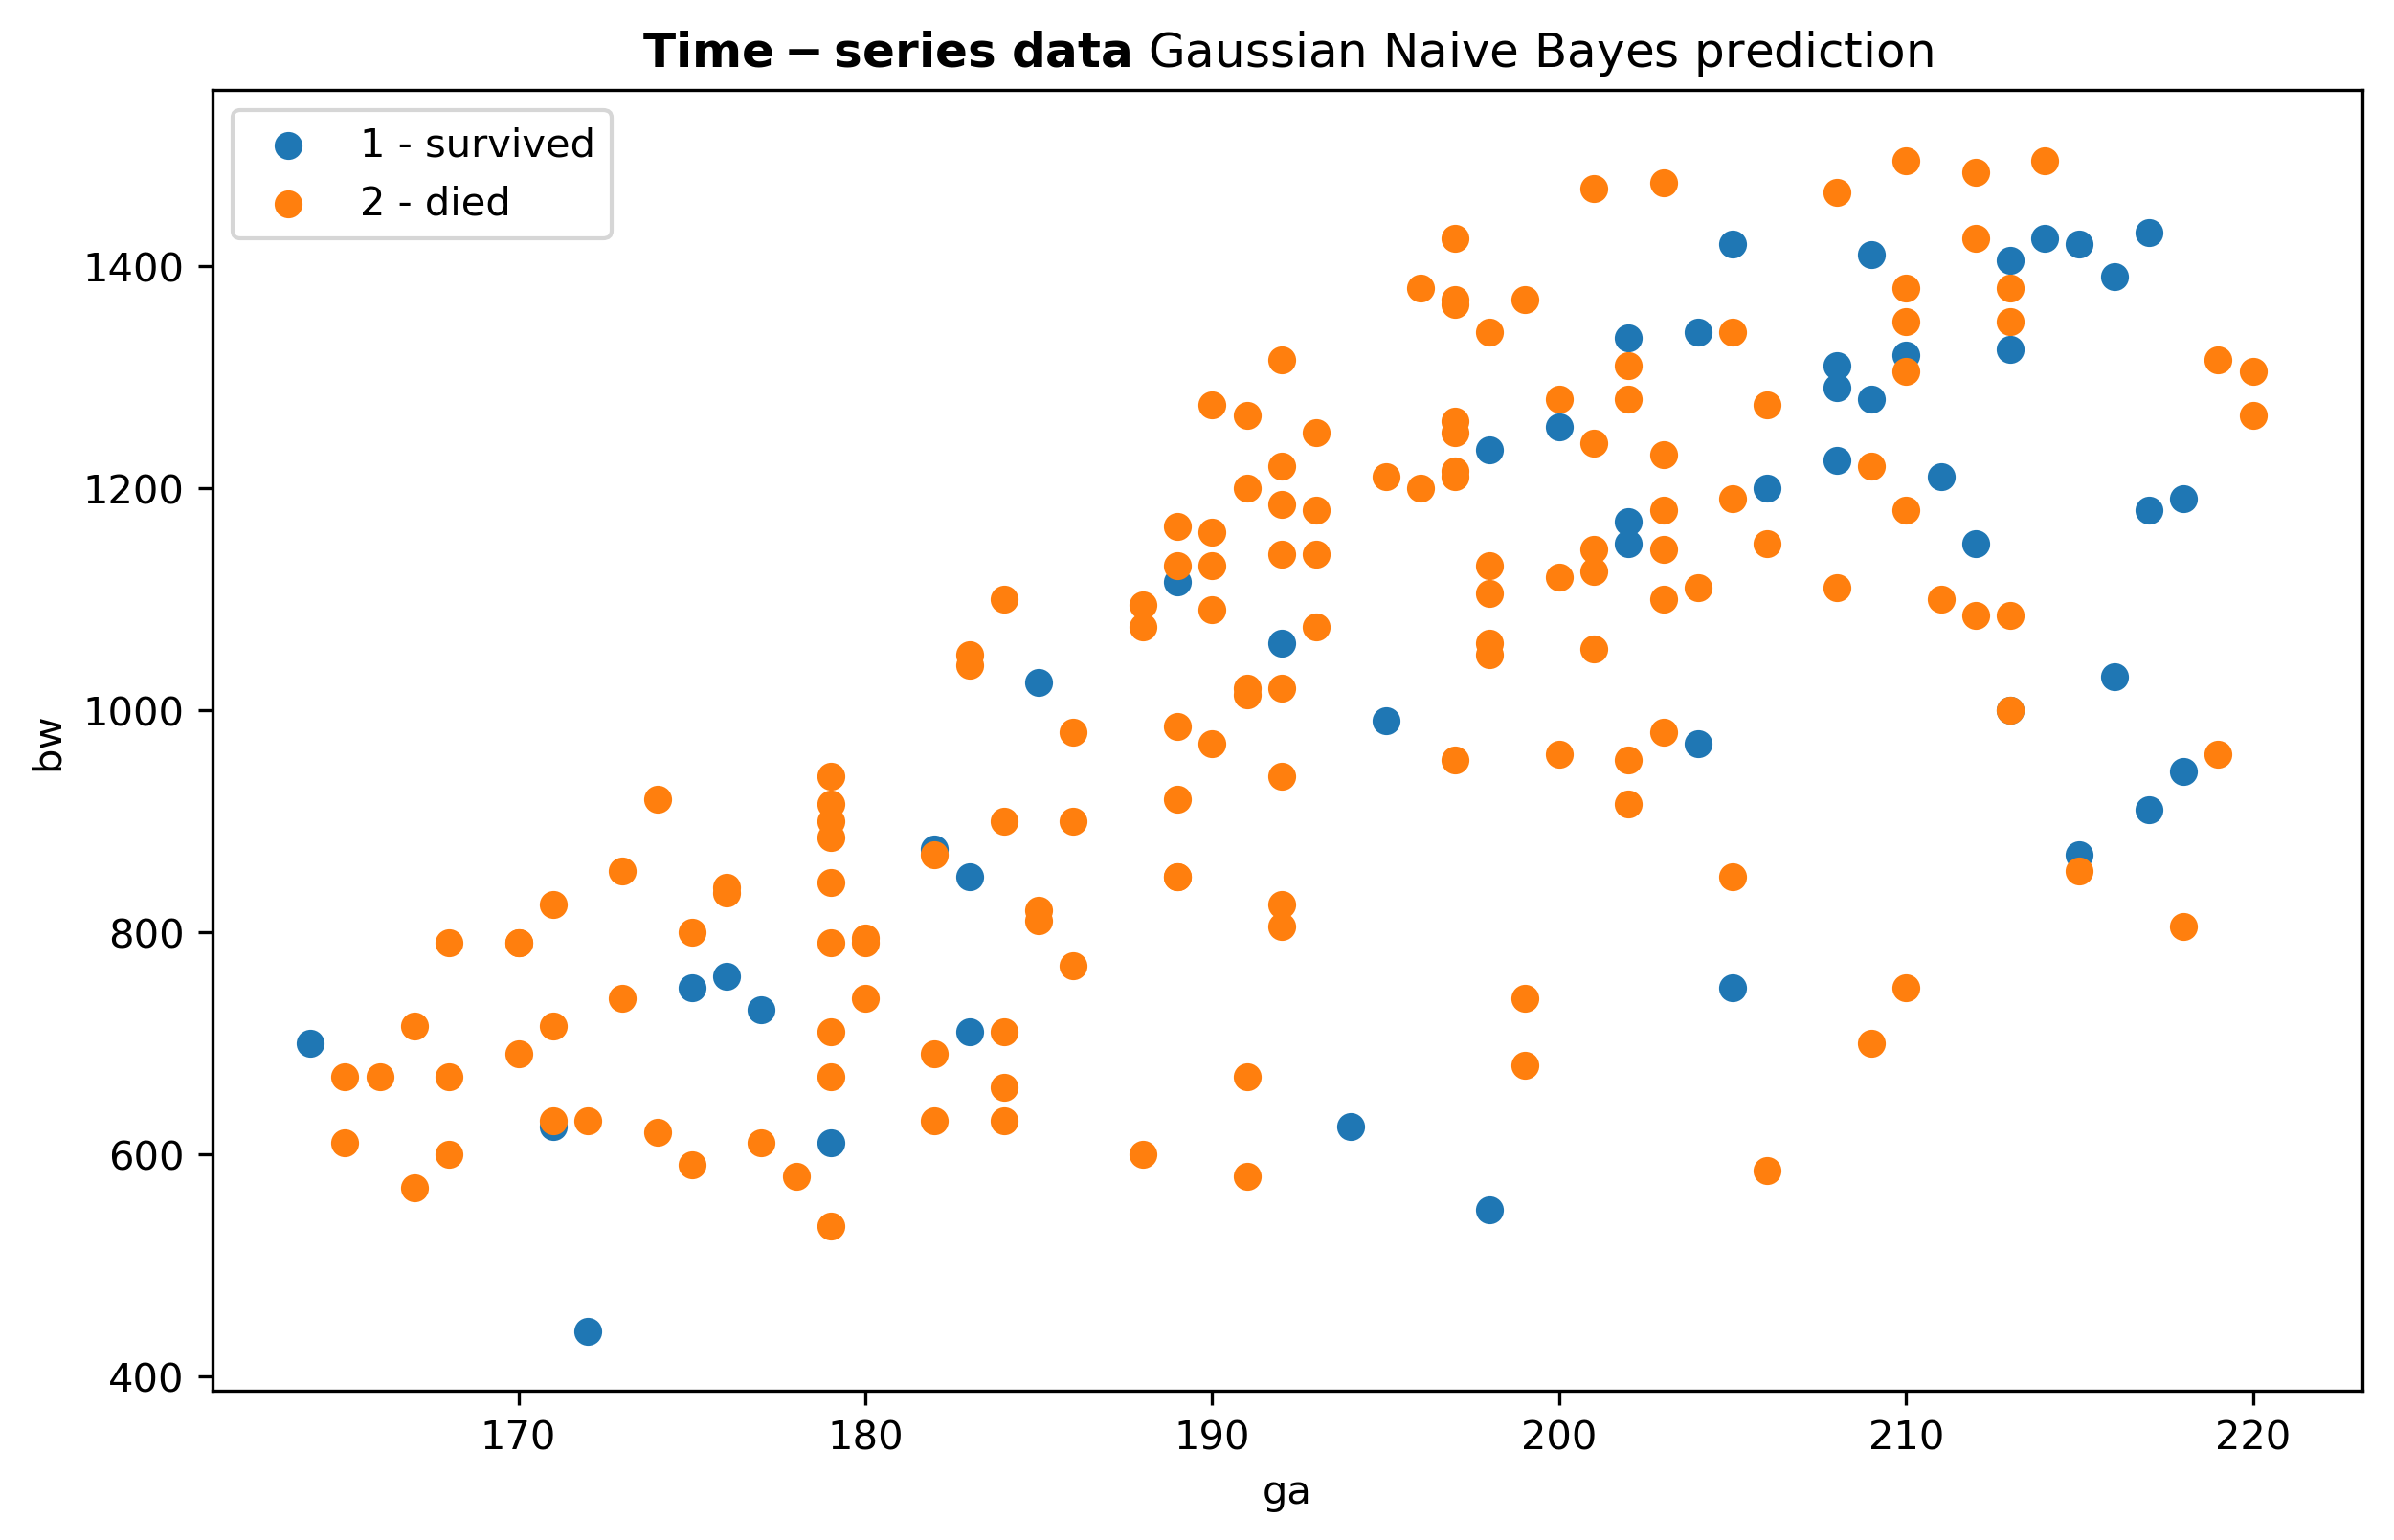 Time – series data Gaussian Naive Bayes prediction
1 - survived
2 - died
1400
1200
1000
800
600
400
bw
170 180 190 200 210 220
ga